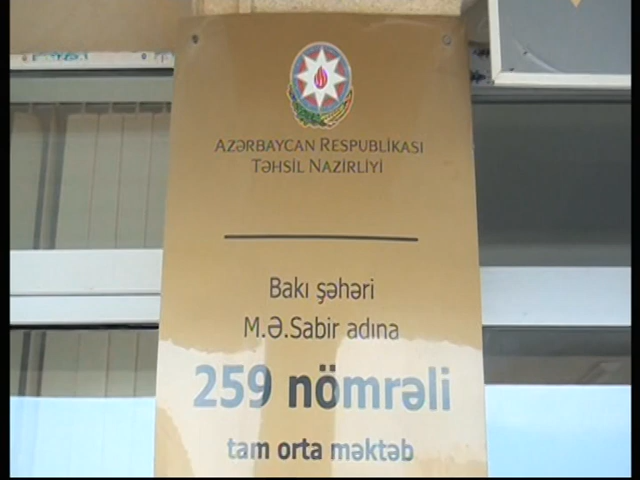 AZƏRBAYCAN RESPUBLİKASI
TƏHSİL NAZİRLİYİ
Bakı şəhəri
M.Ə.Sabir adına
259 nömrəli
tam orta məktəb